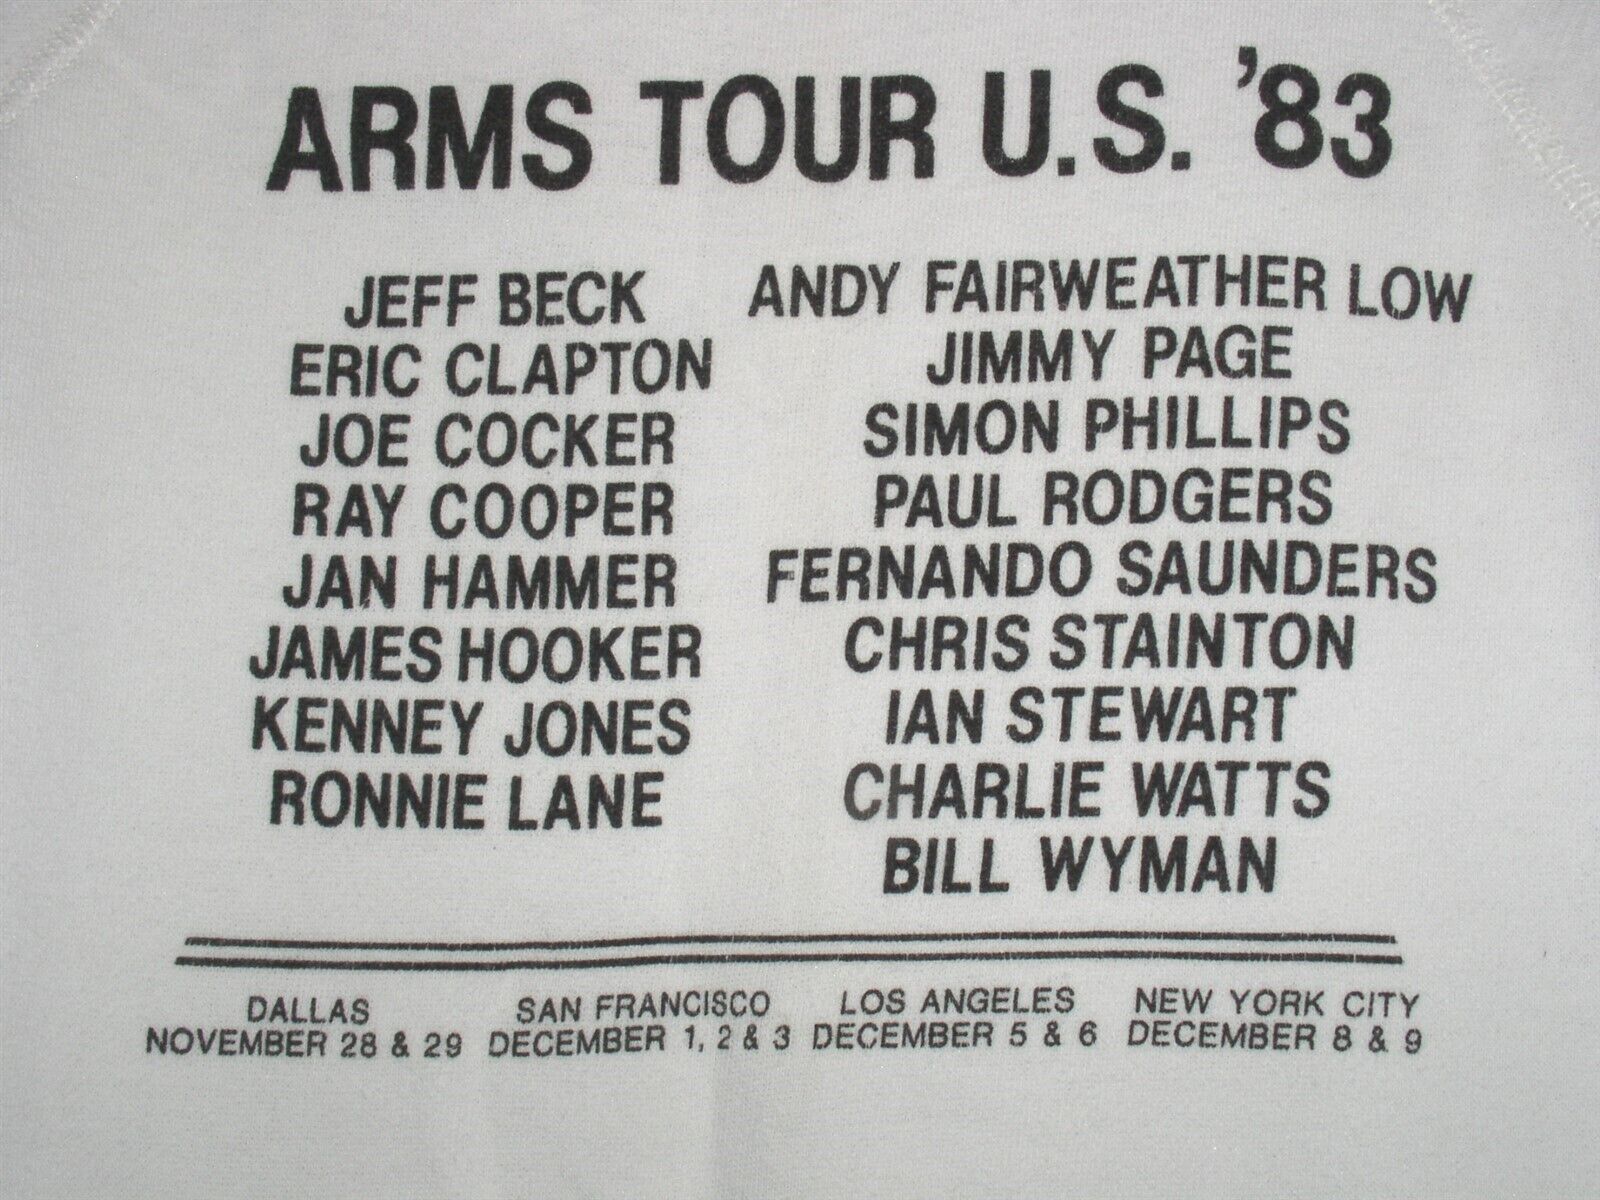 ARMS TOUR U.S. '83
JEFF BECK
ERIC CLAPTON
JOE COCKER
RAY COOPER
JAN HAMMER
JAMES HOOKER
KENNEY JONES
RONNIE LANE
ANDY FAIRWEATHER LOW
JIMMY PAGE
SIMON PHILLIPS
PAUL RODGERS
FERNANDO SAUNDERS
CHRIS STAINTON
IAN STEWART
CHARLIE WATTS
BILL WYMAN
DALLAS
NOVEMBER 28 & 29
SAN FRANCISCO
DECEMBER 1, 2 & 3
LOS ANGELES
DECEMBER 5 & 6
NEW YORK CITY
DECEMBER 8 & 9